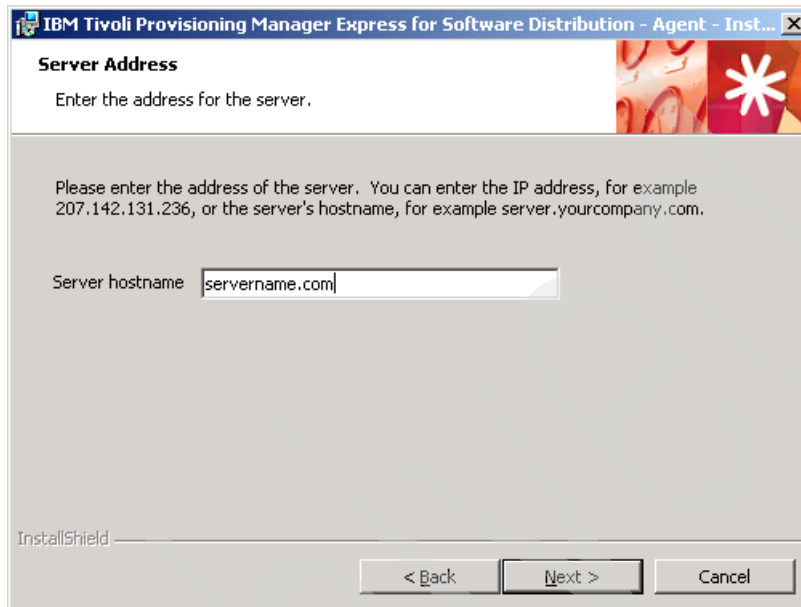 IBM Tivoli Provisioning Manager Express for Software Distribution - Agent - Inst...
Server Address
Enter the address for the server.
Please enter the address of the server. You can enter the IP address, for example
207.142.131.236, or the server's hostname, for example server.yourcompany.com.
Server hostname servername.com
InstallShield
< Back Next > Cancel